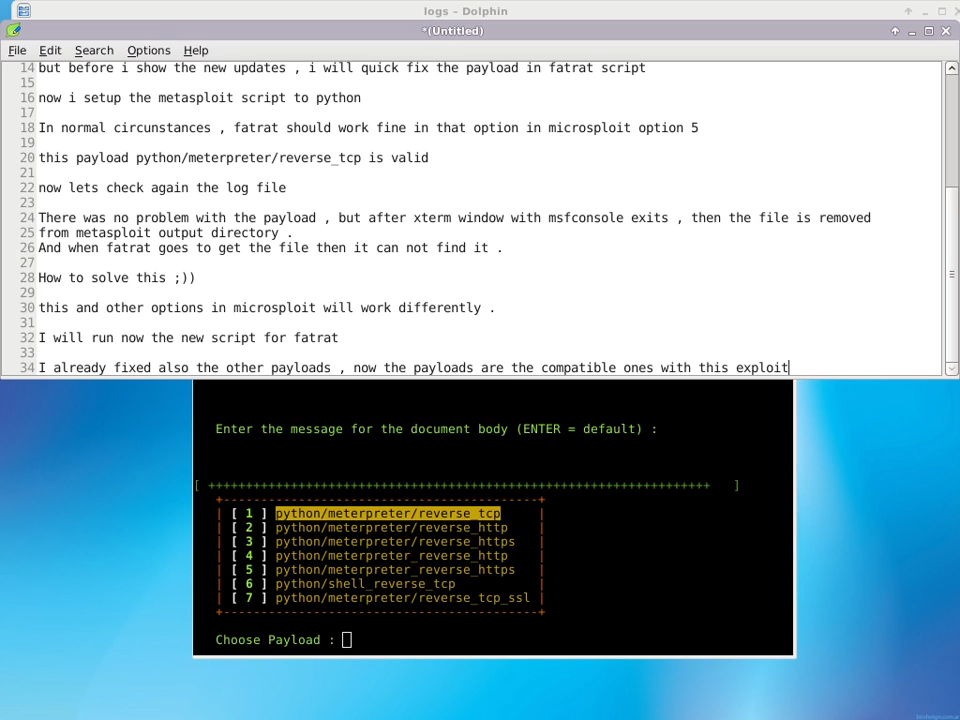 logs – Dolphin
*(Untitled)
File Edit Search Options Help
14 but before i show the new updates , i will quick fix the payload in fatrat script
15
16 now i setup the metasploit script to python
17
18 In normal circunstances , fatrat should work fine in that option in microsploit option 5
19
20 this payload python/meterpreter/reverse_tcp is valid
21
22 now lets check again the log file
23
24 There was no problem with the payload , but after xterm window with msfconsole exits , then the file is removed
25 from metasploit output directory .
26 And when fatrat goes to get the file then it can not find it .
27
28 How to solve this ;))
29
30 this and other options in microsploit will work differently .
31
32 I will run now the new script for fatrat
33
34 I already fixed also the other payloads , now the payloads are the compatible ones with this exploit
Enter the message for the document body (ENTER = default) :
[ +++++++++++++++++++++++++++++++++++++++++++++++++++++++++++++++++++ ]
+------------------------------------------+
| [ 1 ] python/meterpreter/reverse_tcp |
| [ 2 ] python/meterpreter/reverse_http |
| [ 3 ] python/meterpreter/reverse_https |
| [ 4 ] python/meterpreter_reverse_http |
| [ 5 ] python/meterpreter_reverse_https |
| [ 6 ] python/shell_reverse_tcp |
| [ 7 ] python/meterpreter/reverse_tcp_ssl |
+------------------------------------------+
Choose Payload :